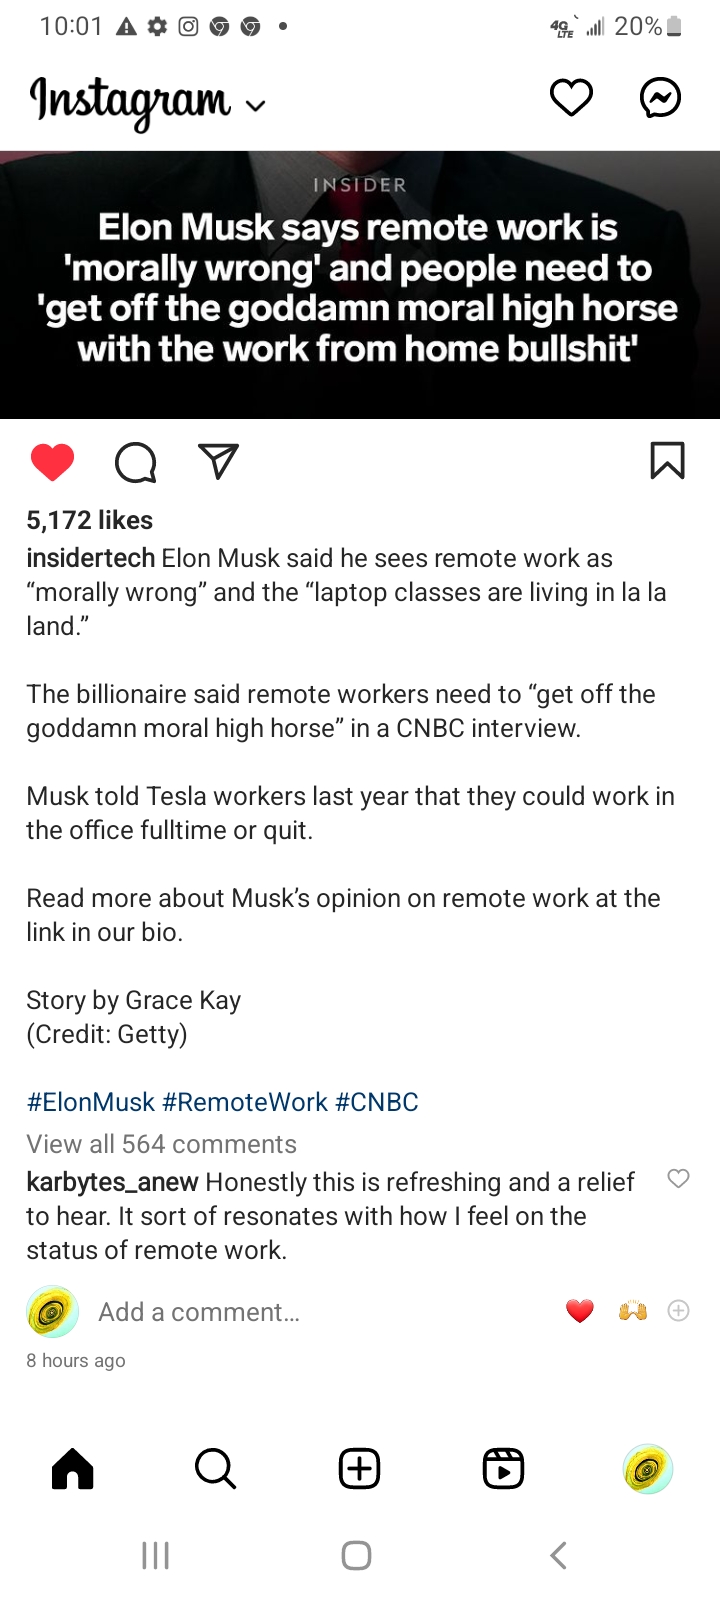 10:01
4G LTE 20%
Instagram
INSIDER
Elon Musk says remote work is
'morally wrong' and people need to
'get off the goddamn moral high horse
with the work from home bullshit'
5,172 likes
insidertech Elon Musk said he sees remote work as
“morally wrong” and the “laptop classes are living in la la
land.”
The billionaire said remote workers need to “get off the
goddamn moral high horse” in a CNBC interview.
Musk told Tesla workers last year that they could work in
the office fulltime or quit.
Read more about Musk’s opinion on remote work at the
link in our bio.
Story by Grace Kay
(Credit: Getty)
#ElonMusk #RemoteWork #CNBC
View all 564 comments
karbytes_anew Honestly this is refreshing and a relief
to hear. It sort of resonates with how I feel on the
status of remote work.
Add a comment...
8 hours ago